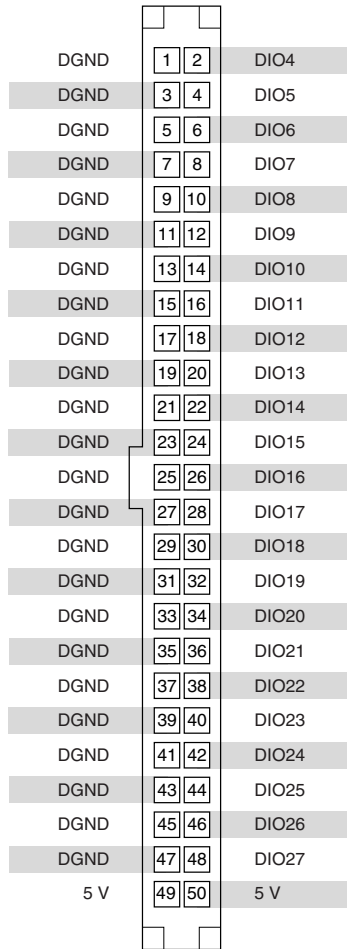 DGND 1 2 DIO4
DGND 3 4 DIO5
DGND 5 6 DIO6
DGND 7 8 DIO7
DGND 9 10 DIO8
DGND 11 12 DIO9
DGND 13 14 DIO10
DGND 15 16 DIO11
DGND 17 18 DIO12
DGND 19 20 DIO13
DGND 21 22 DIO14
DGND 23 24 DIO15
DGND 25 26 DIO16
DGND 27 28 DIO17
DGND 29 30 DIO18
DGND 31 32 DIO19
DGND 33 34 DIO20
DGND 35 36 DIO21
DGND 37 38 DIO22
DGND 39 40 DIO23
DGND 41 42 DIO24
DGND 43 44 DIO25
DGND 45 46 DIO26
DGND 47 48 DIO27
5 V 49 50 5 V